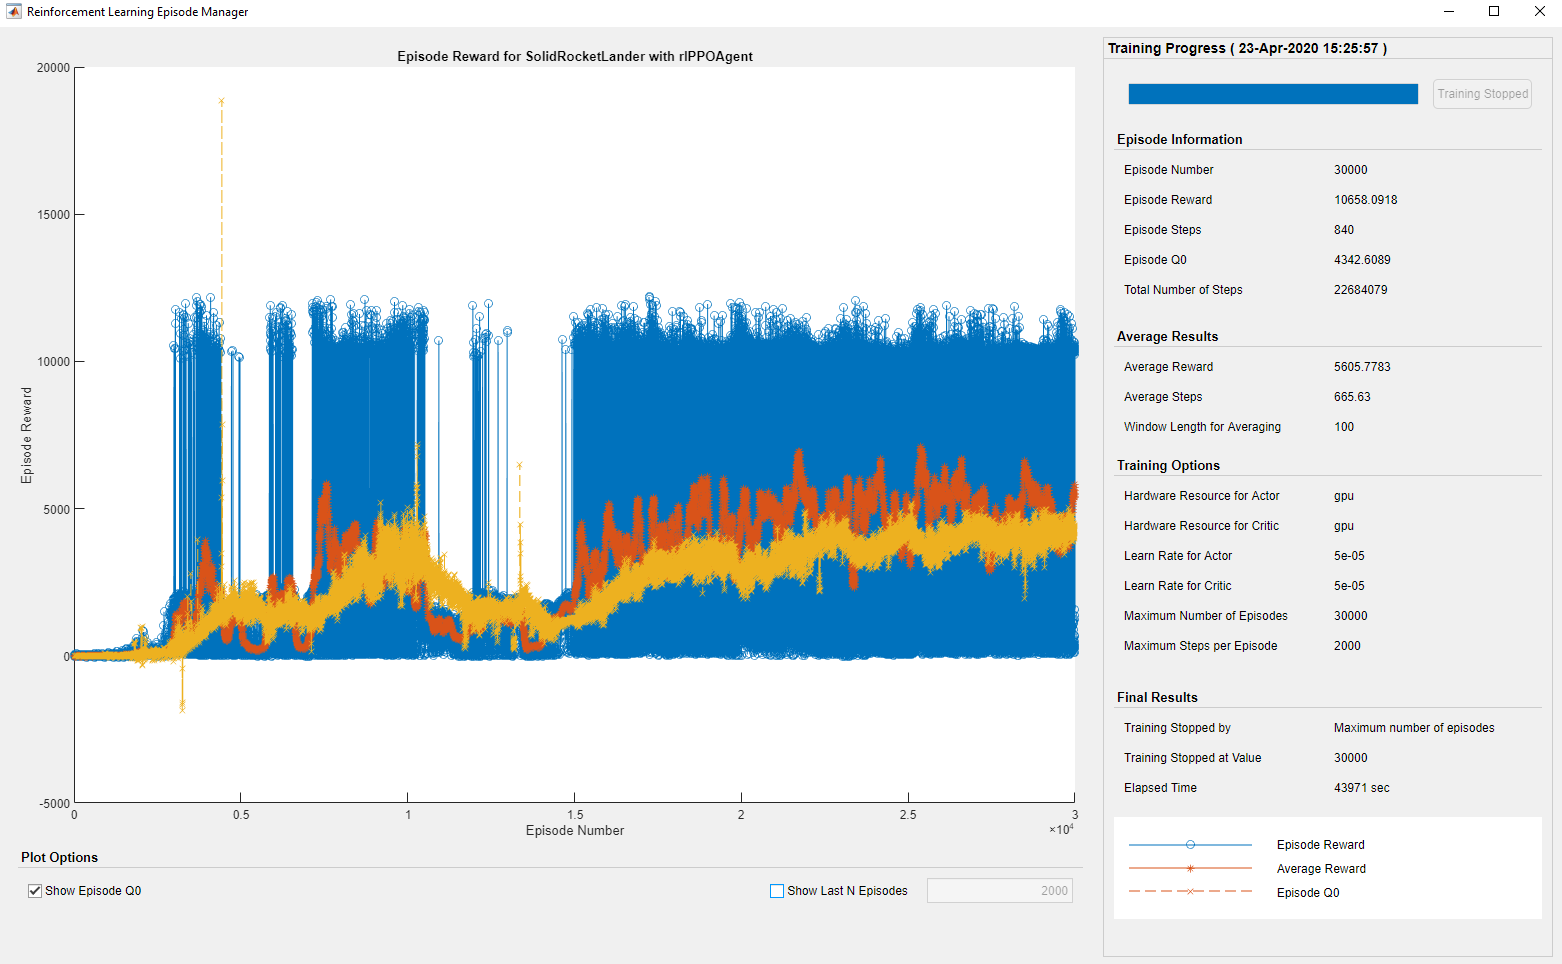 Reinforcement Learning Episode Manager
Episode Reward for SolidRocketLander with rlPPOAgent
20000
15000
10000
5000
0
-5000
Episode Reward
0
0.5
1
1.5
2
2.5
3
×10⁴
Episode Number
Plot Options
Show Episode Q0
Show Last N Episodes
2000
Training Progress ( 23-Apr-2020 15:25:57 )
Training Stopped
Episode Information
Episode Number 30000
Episode Reward 10658.0918
Episode Steps 840
Episode Q0 4342.6089
Total Number of Steps 22684079
Average Results
Average Reward 5605.7783
Average Steps 665.63
Window Length for Averaging 100
Training Options
Hardware Resource for Actor gpu
Hardware Resource for Critic gpu
Learn Rate for Actor 5e-05
Learn Rate for Critic 5e-05
Maximum Number of Episodes 30000
Maximum Steps per Episode 2000
Final Results
Training Stopped by Maximum number of episodes
Training Stopped at Value 30000
Elapsed Time 43971 sec
Episode Reward
Average Reward
Episode Q0